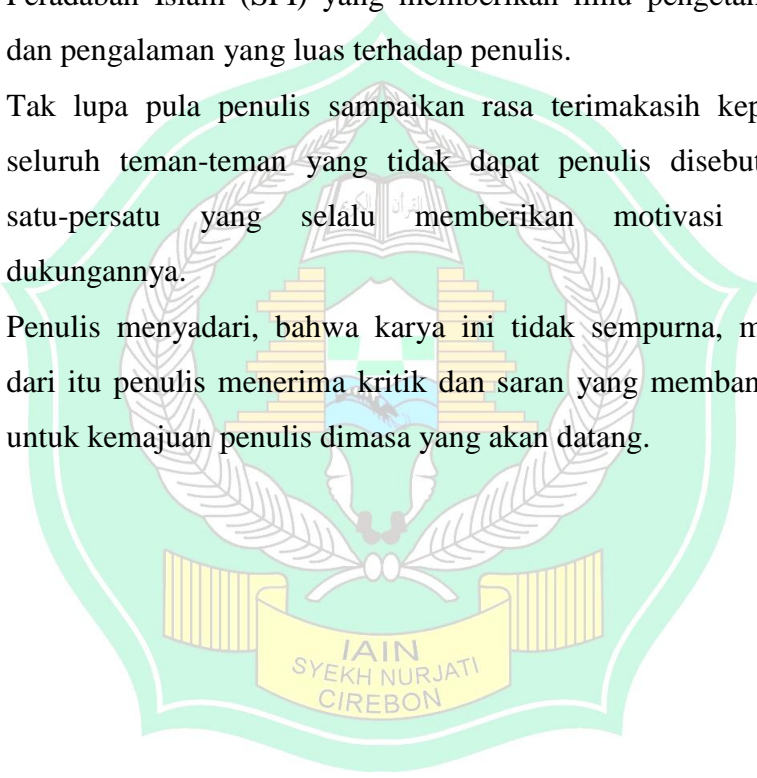 Peradaban Islam (SPI) yang memberikan ilmu
dan pengalaman yang luas terhadap penulis.
Tak lupa pula penulis sampaikan rasa terimakasih kep
seluruh teman-teman yang tidak dapat penulis disebut
satu-persatu yang selalu memberikan motivasi
dukungannya.
Penulis menyadari, bahwa karya ini tidak sempurna, m
dari itu penulis menerima kritik dan saran yang memban
untuk kemajuan penulis dimasa yang akan datang.
IAIN
SYEKH NURJATI
CIREBON